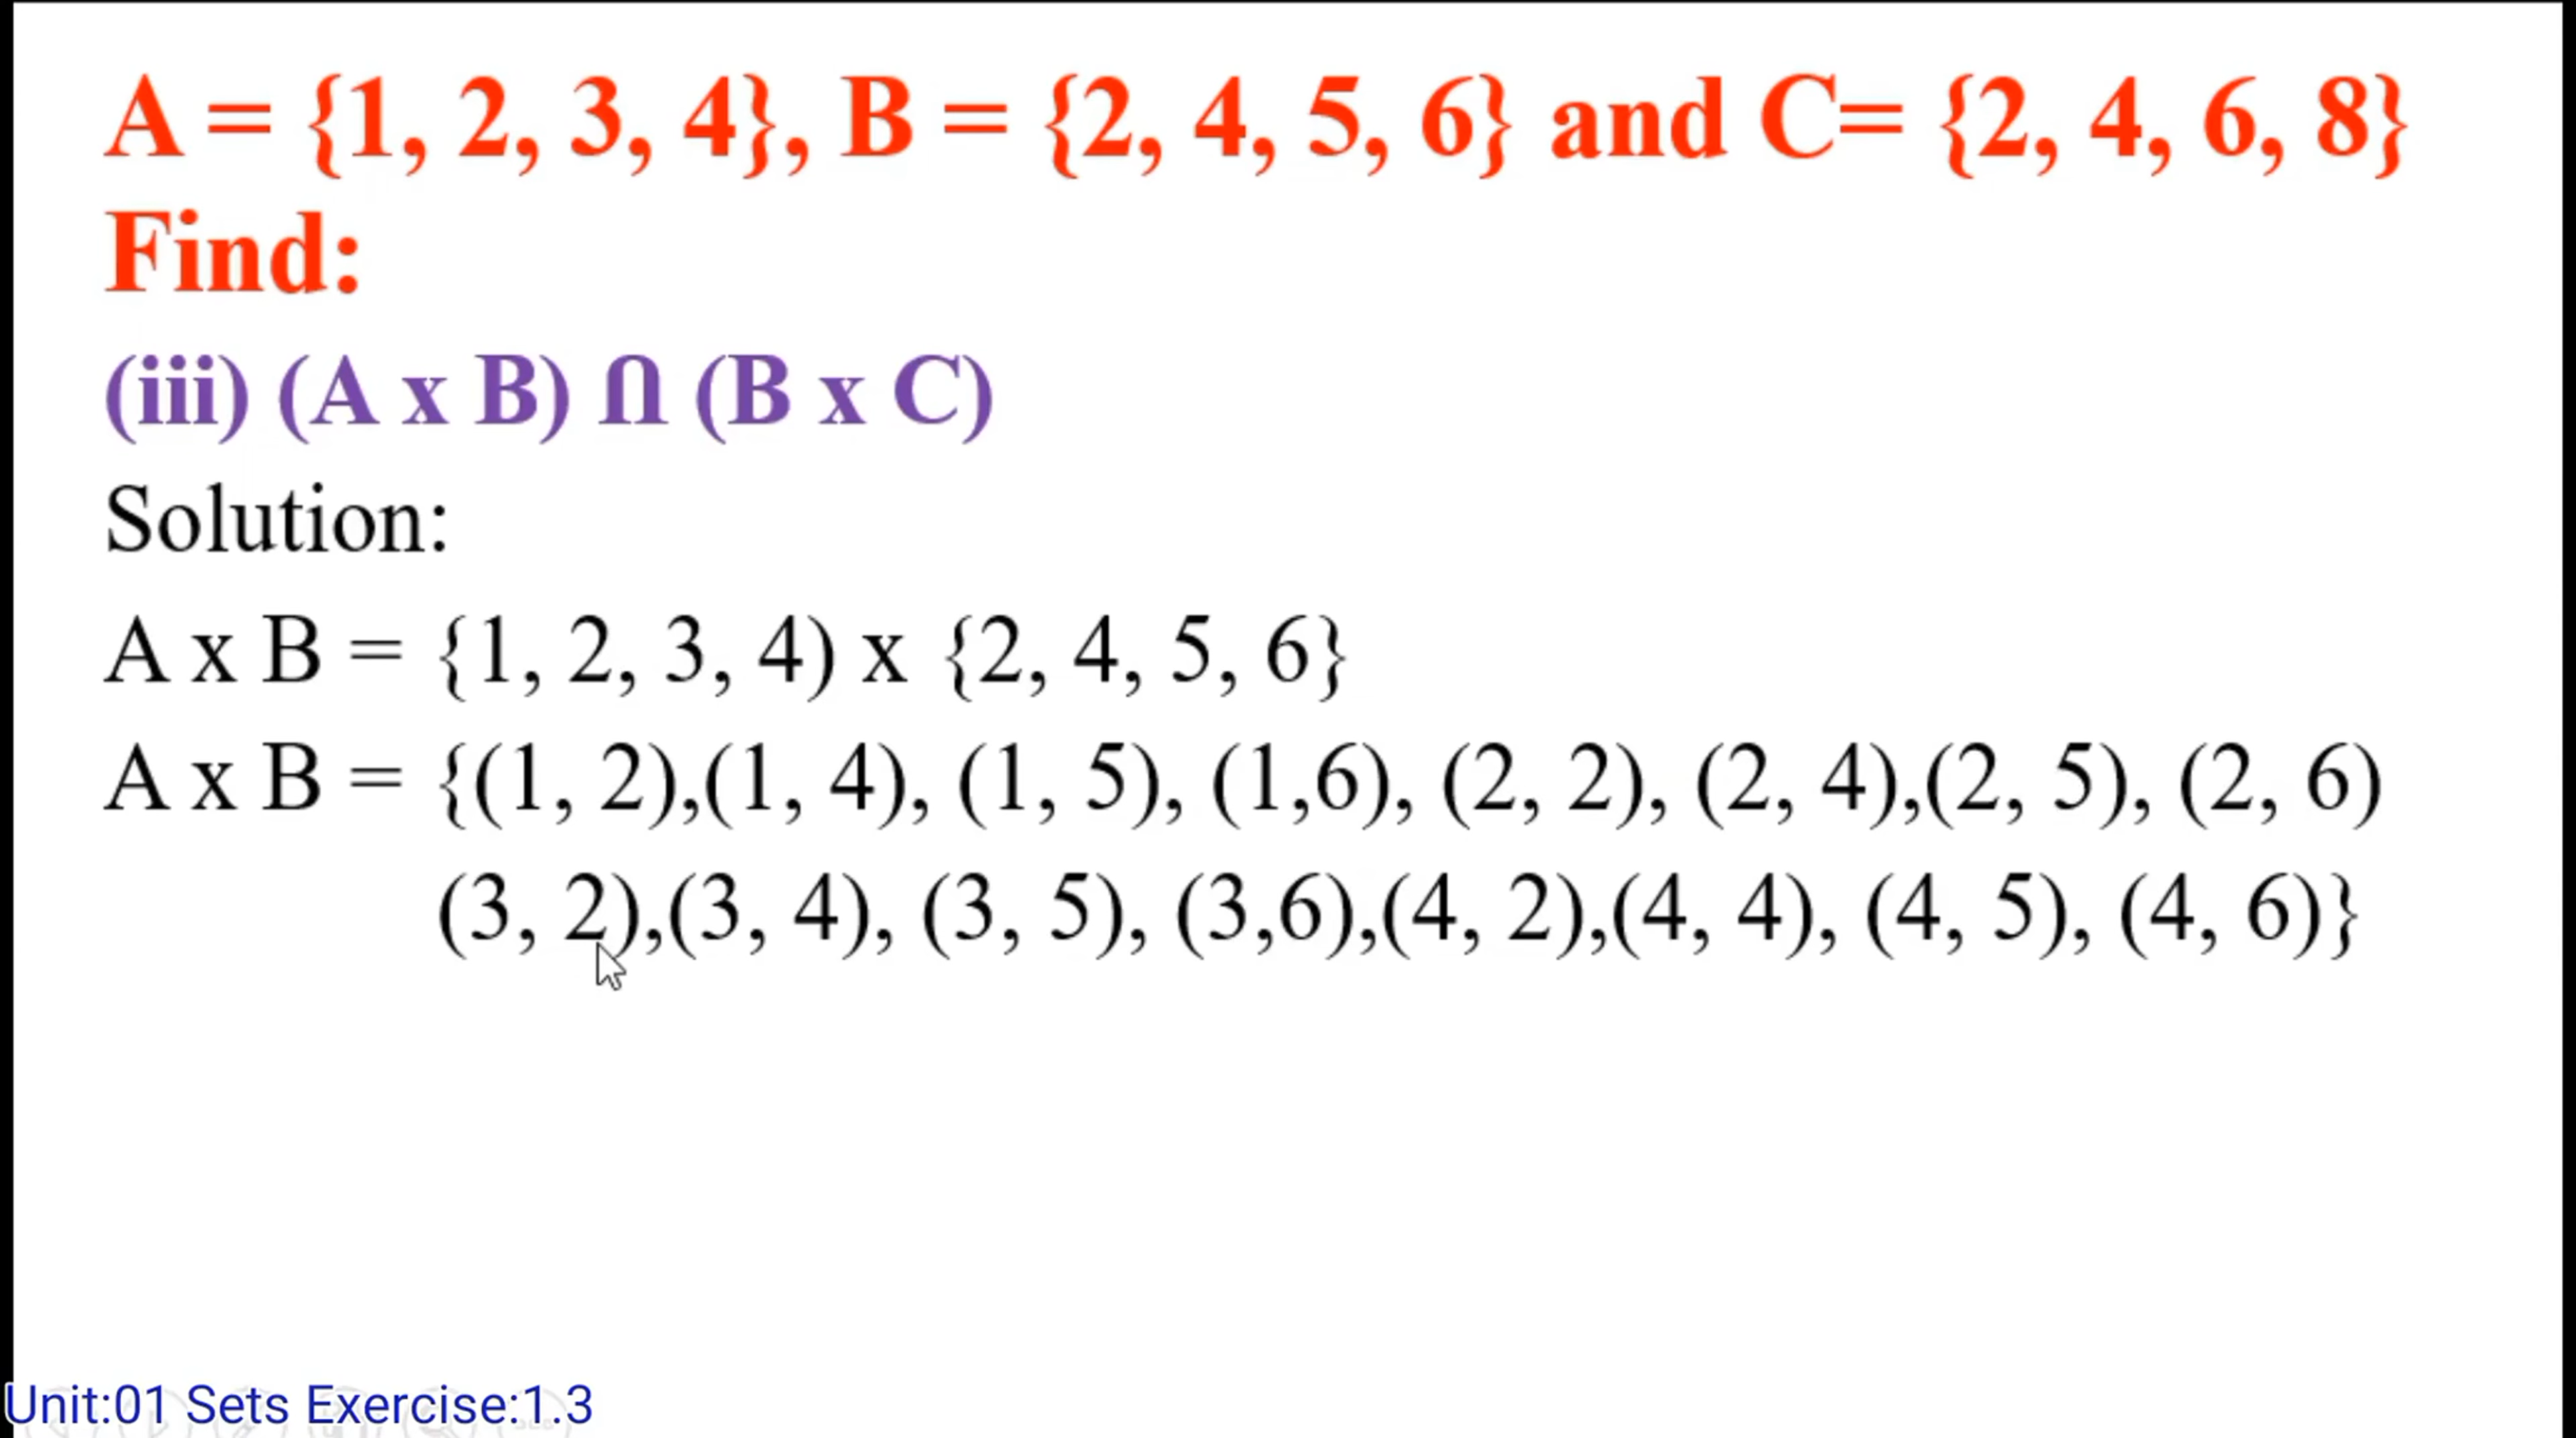 A = {1, 2, 3, 4}, B = {2, 4, 5, 6} and C= {2, 4, 6, 8}
Find:
(iii) (A x B) ∩ (B x C)
Solution:
A x B = {1, 2, 3, 4) x {2, 4, 5, 6}
A x B = {(1, 2),(1, 4), (1, 5), (1,6), (2, 2), (2, 4),(2, 5), (2, 6)
(3, 2),(3, 4), (3, 5), (3,6),(4, 2),(4, 4), (4, 5), (4, 6)}
Unit:01 Sets Exercise:1.3